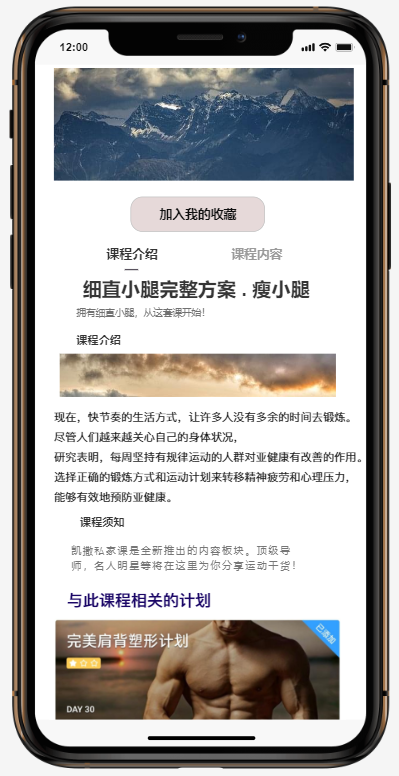 12:00
加入我的收藏
课程介绍 课程内容
细直小腿完整方案 . 瘦小腿
拥有细直小腿，从这套课开始！
课程介绍
现在，快节奏的生活方式，让许多人没有多余的时间去锻炼。
尽管人们越来越关心自己的身体状况，
研究表明，每周坚持有规律运动的人群对亚健康有改善的作用。
选择正确的锻炼方式和运动计划来转移精神疲劳和心理压力，
能够有效地预防亚健康。
课程须知
凯撒私家课是全新推出的内容板块。顶级导
师，名人明星等将在这里为你分享运动干货！
与此课程相关的计划
已添加
完美肩背塑形计划
DAY 30